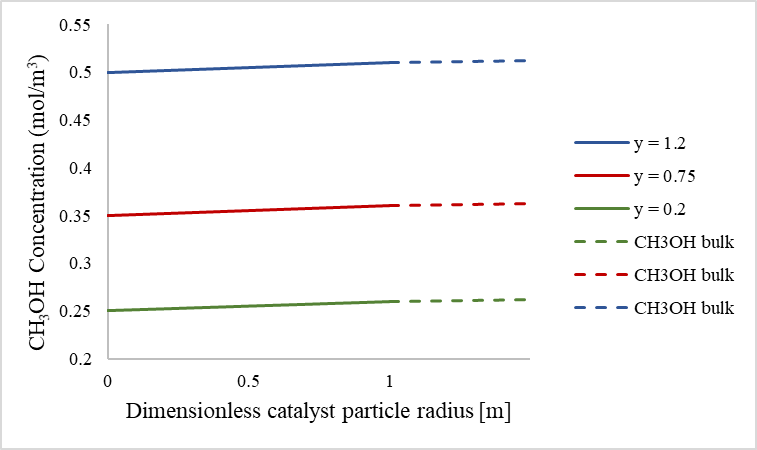 0.55
0.5
0.45
0.4
0.35
0.3
0.25
0.2
CH₃OH Concentration (mol/m³)
0
0.5
1
Dimensionless catalyst particle radius [m]
y = 1.2
y = 0.75
y = 0.2
CH3OH bulk
CH3OH bulk
CH3OH bulk